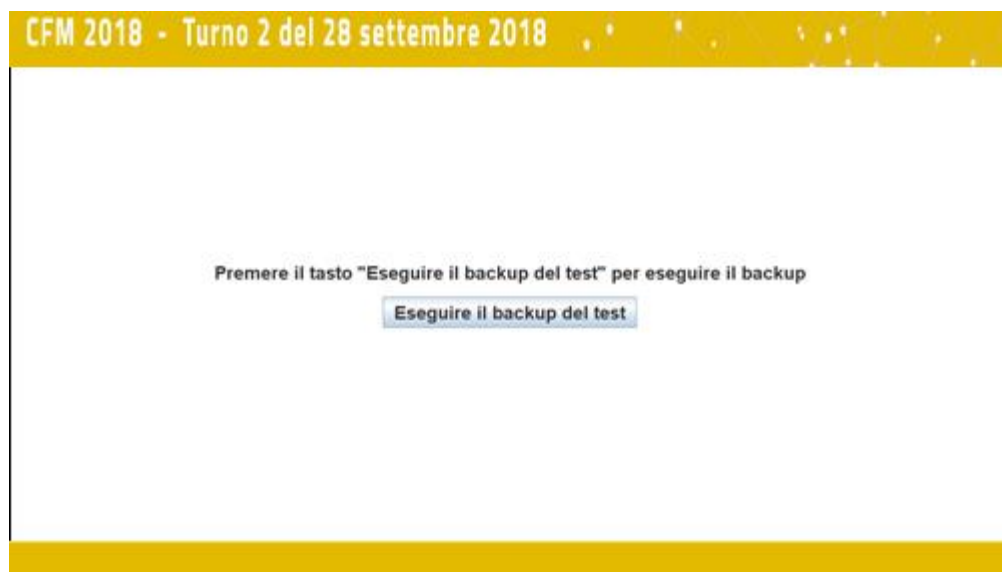 CFM 2018 - Turno 2 del 28 settembre 2018
Premere il tasto "Eseguire il backup del test" per eseguire il backup
Eseguire il backup del test